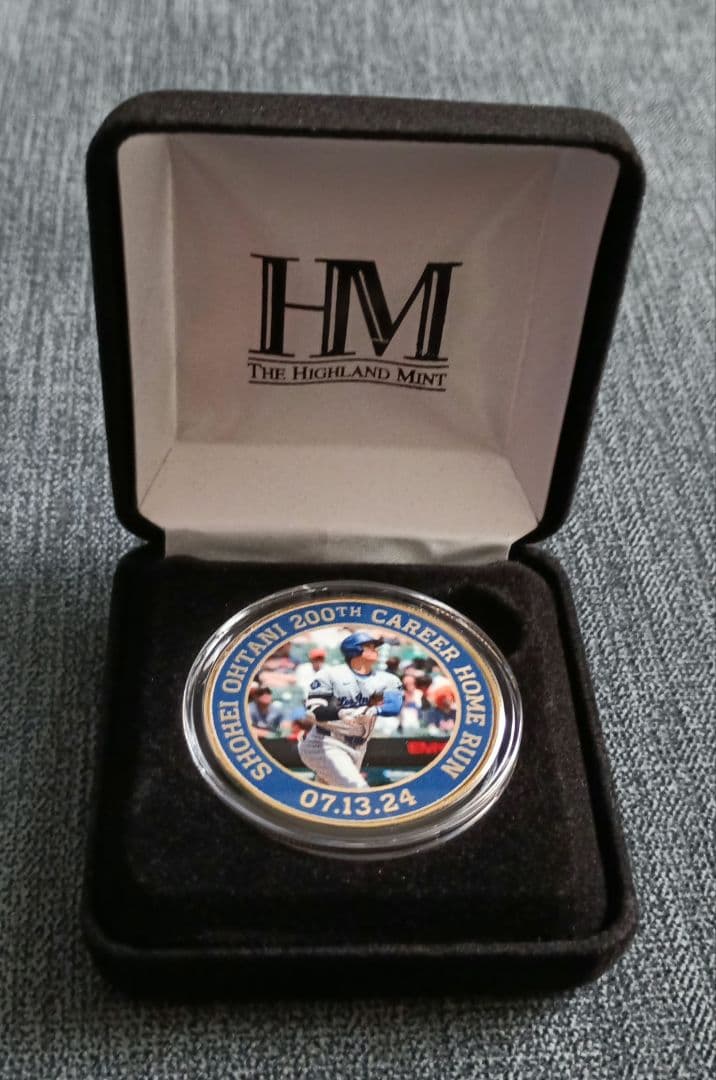 HM
THE HIGHLAND MINT
SHOHEI OHTANI 200TH CAREER HOME RUN
07.13.24